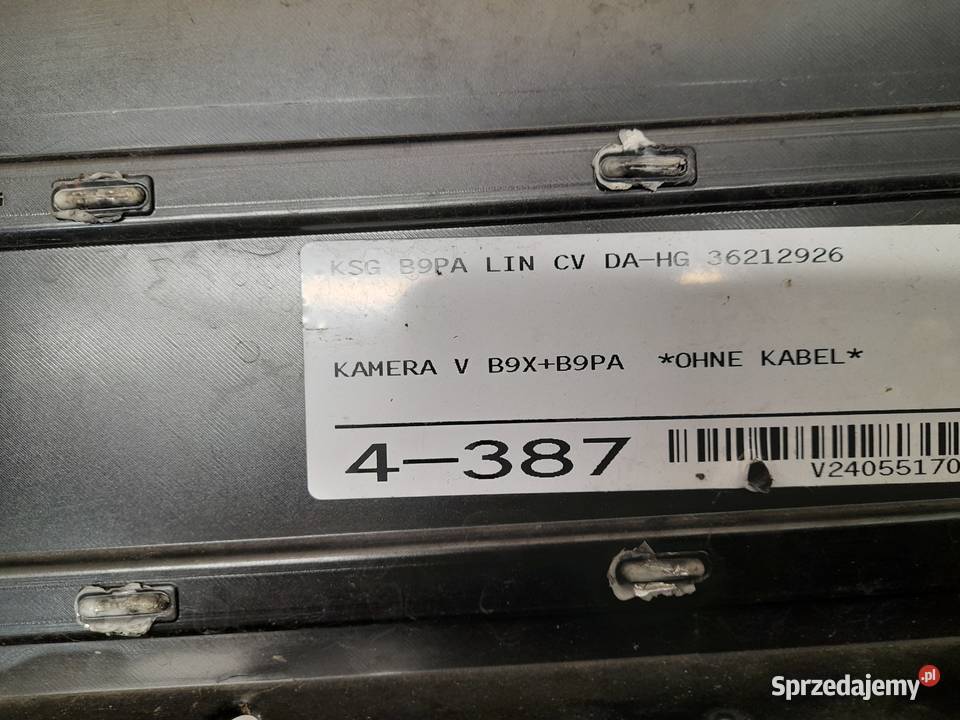 KSG B9PA LIN CV DA-HG 36212926
KAMERA V B9X+B9PA *OHNE KABEL*
4-387
V24055170
Sprzedajemy.pl